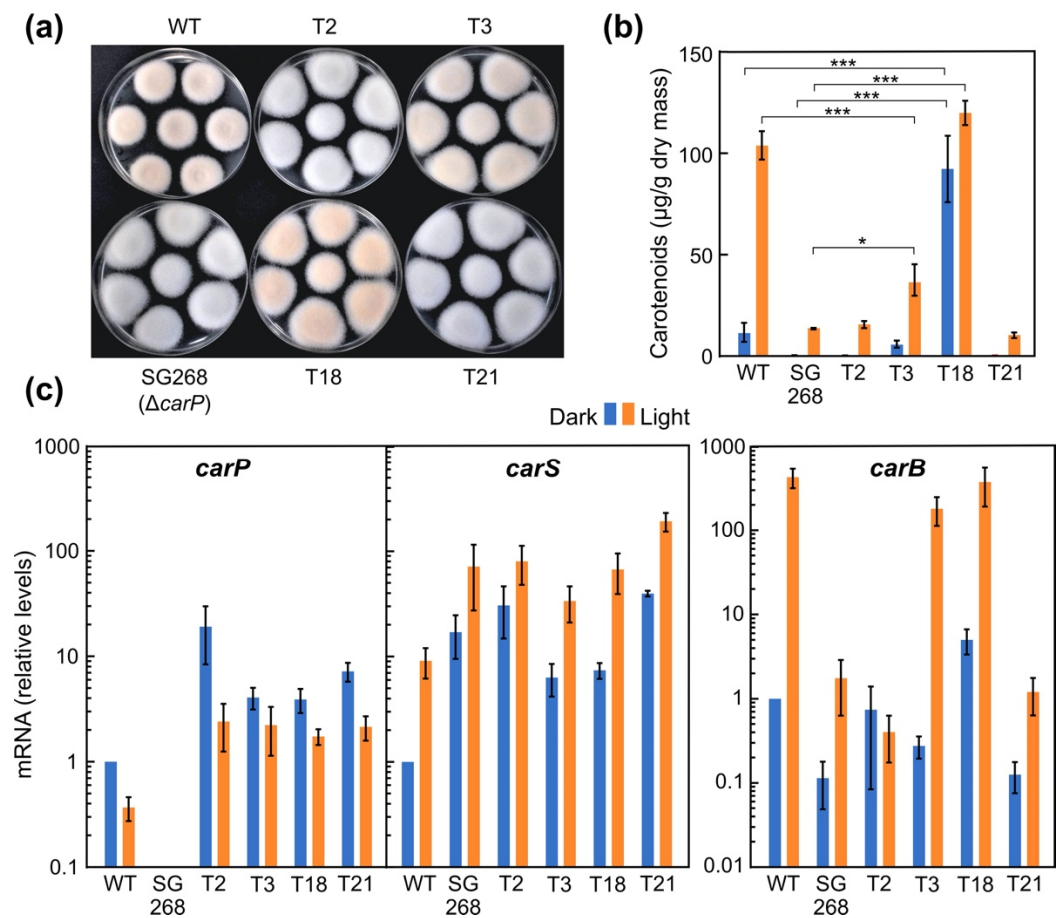 (a)
WT T2 T3
SG268 T18 T21
(ΔcarP)
(b)
Carotenoids (µg/g dry mass)
150
100
50
0
***
***
***
***
*
WT SG T2 T3 T18 T21
268
Dark Light
(c)
mRNA (relative levels)
1000
100
10
1
0.1
carP
WT SG T2 T3 T18 T21
268
carS
WT SG T2 T3 T18 T21
268
1000
100
10
1
0.1
0.01
carB
WT SG T2 T3 T18 T21
268